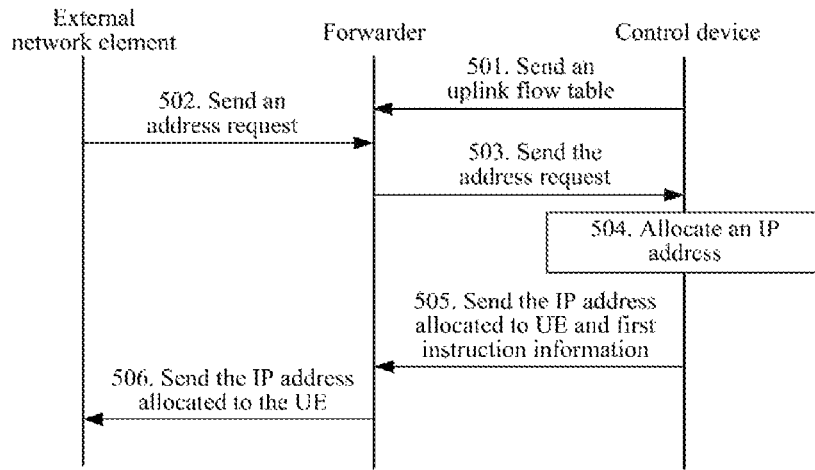 External
network element
Forwarder
Control device
501. Send an
uplink flow table
502. Send an
address request
503. Send the
address request
504. Allocate an IP
address
505. Send the IP address
allocated to UE and first
instruction information
506. Send the IP address
allocated to the UE